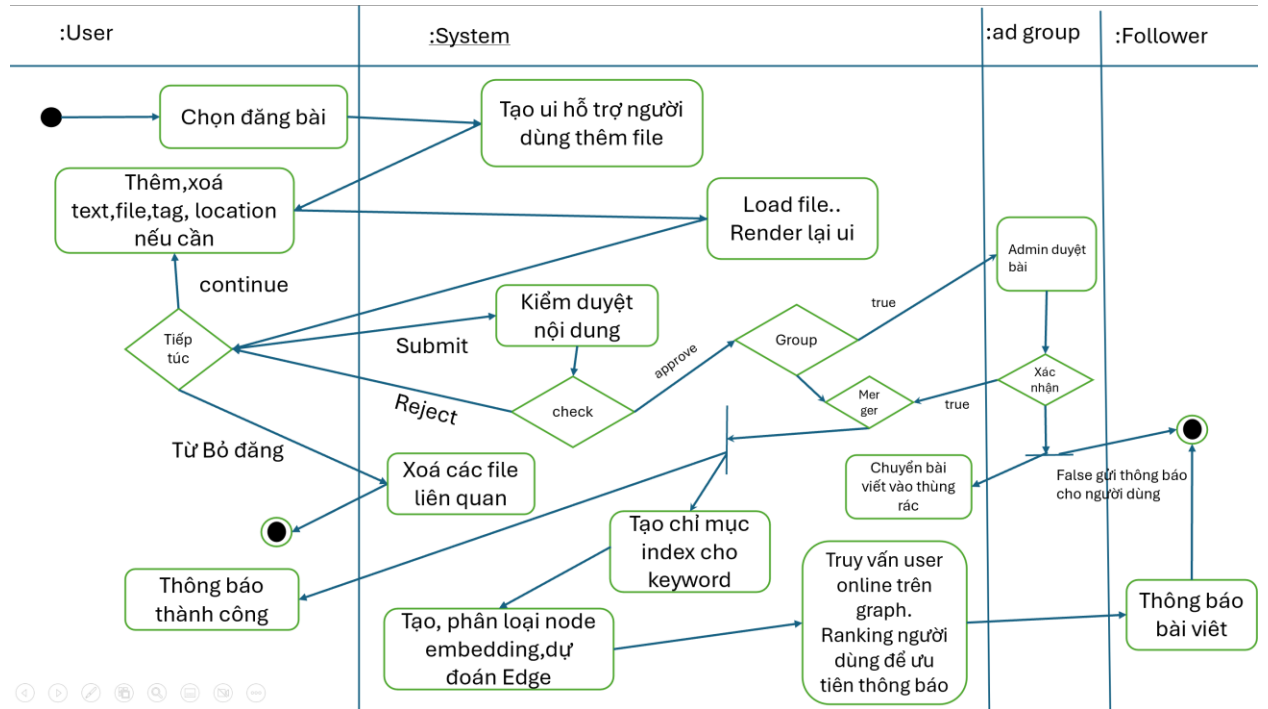 :User
:System
:ad group
:Follower
Chọn đăng bài
Tạo ui hỗ trợ người
dùng thêm file
Thêm,xoá
text,file,tag, location
nếu cần
Load file..
Render lại ui
Admin duyệt
bài
continue
Kiểm duyệt
nội dung
true
Tiếp
túc
Submit
Group
approve
Xác
nhận
Mer
ger
true
Reject
check
Từ Bỏ đăng
Xoá các file
liên quan
Chuyển bài
viết vào thùng
rác
False gửi thông báo
cho người dùng
Tạo chỉ mục
index cho
keyword
Thông báo
thành công
Tạo, phân loại node
embedding,dự
đoán Edge
Truy vấn user
online trên
graph.
Ranking người
dùng để ưu
tiên thông báo
Thông báo
bài viêt